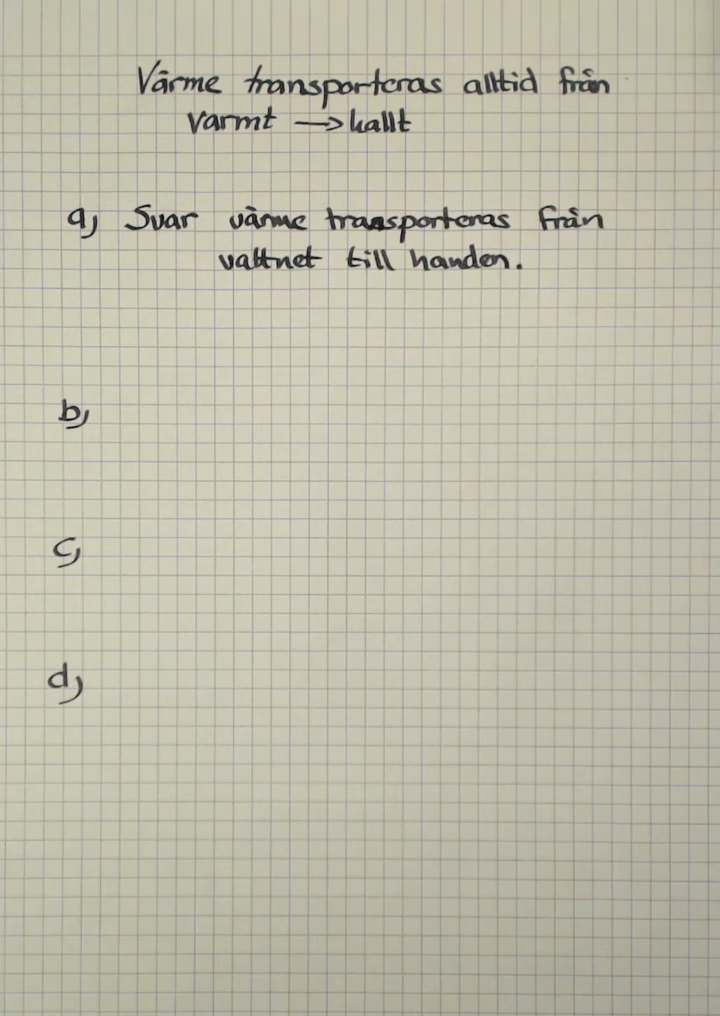 Värme transporteras alltid från
varmt → kallt
a) Svar värme transporteras från
vattnet till handen.
b)
c)
d)